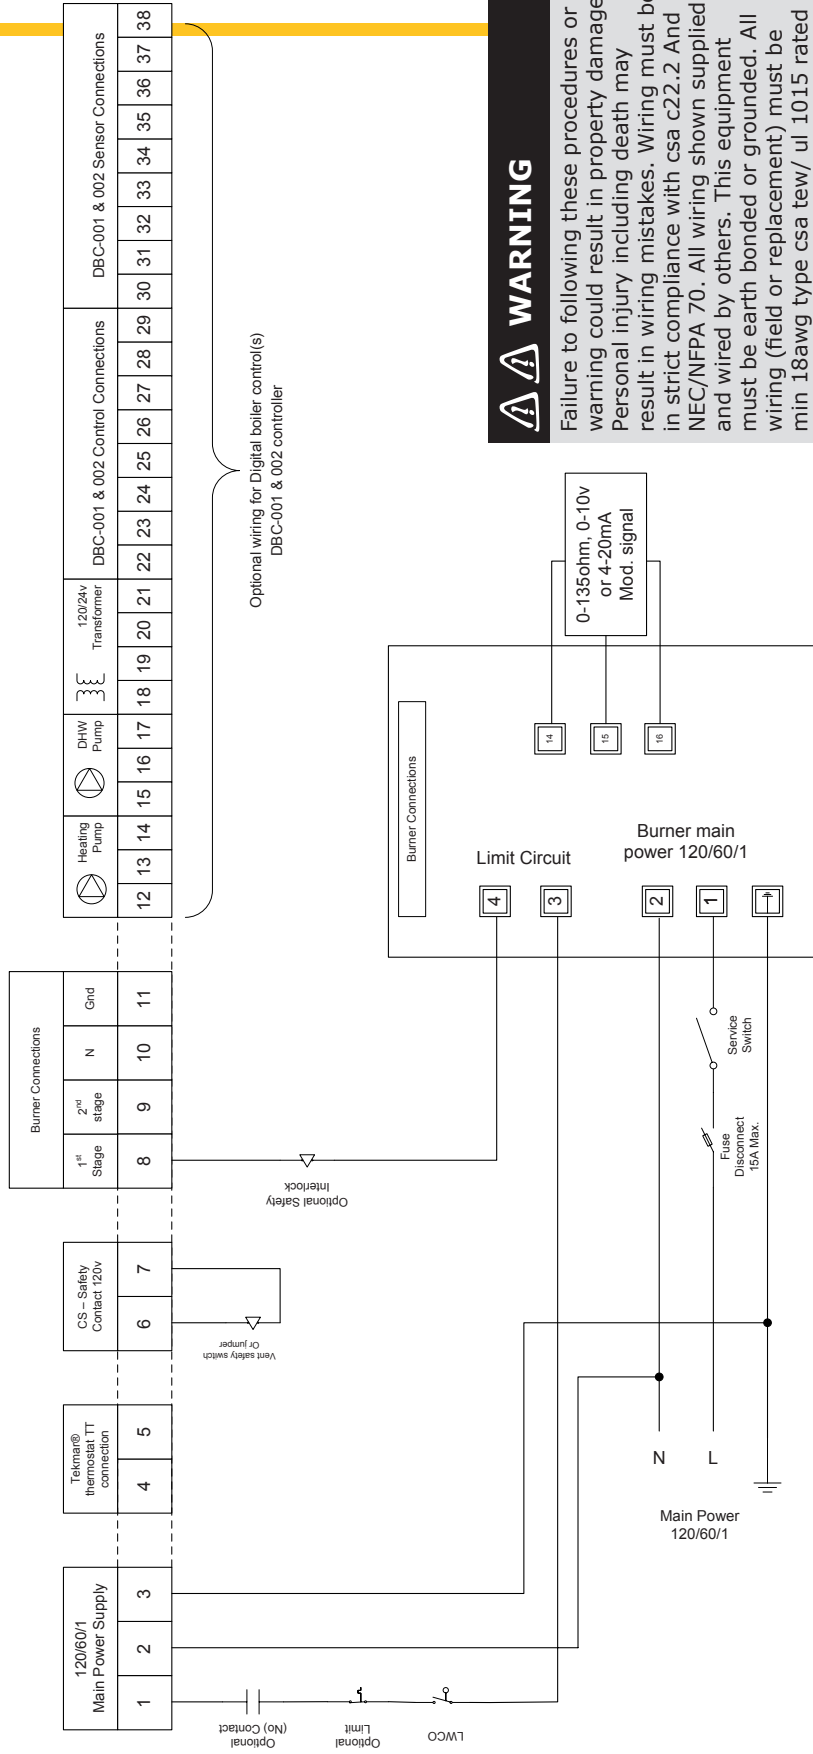 120/60/1
Main Power Supply
1 2 3
Tekmar®
thermostat TT
connection
4 5
CS – Safety
Contact 120v
6 7
Burner Connections
1st
Stage
2nd
stage
N
Gnd
8 9 10 11
Heating
Pump
12 13 14
DHW
Pump
15 16 17
120/24v
Transformer
18 19 20 21
DBC-001 & 002 Control Connections
22 23 24 25 26 27 28 29
DBC-001 & 002 Sensor Connections
30 31 32 33 34 35 36 37 38
Optional
(No) Contact
Optional
Limit
LWCO
Vent safety switch
Or jumper
Optional Safety
Interlock
Optional wiring for Digital boiler control(s)
DBC-001 & 002 controller
Burner Connections
Limit Circuit
4
3
Burner main
power 120/60/1
2
1
14
15
16
0-135ohm, 0-10v
or 4-20mA
Mod. signal
Service
Switch
Fuse
Disconnect
15A Max.
N
L
Main Power
120/60/1
WARNING
Failure to following these procedures or
warning could result in property damage
Personal injury including death may
result in wiring mistakes. Wiring must be
in strict compliance with csa c22.2 And
NEC/NFPA 70. All wiring shown supplied
and wired by others. This equipment
must be earth bonded or grounded. All
wiring (field or replacement) must be
min 18awg type csa tew/ ul 1015 rated